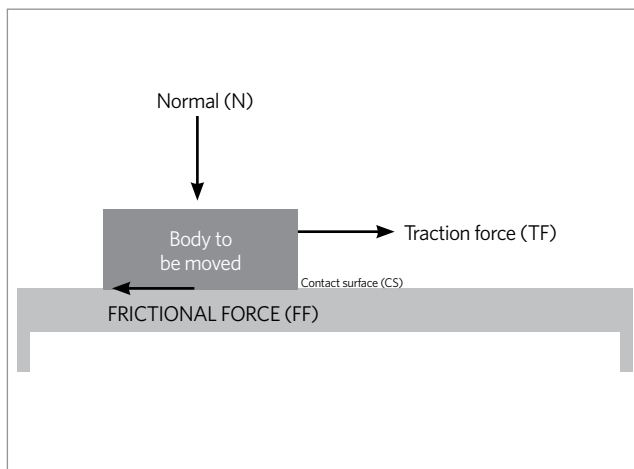 Normal (N)
Traction force (TF)
Body to
be moved
Contact surface (CS)
FRICTIONAL FORCE (FF)